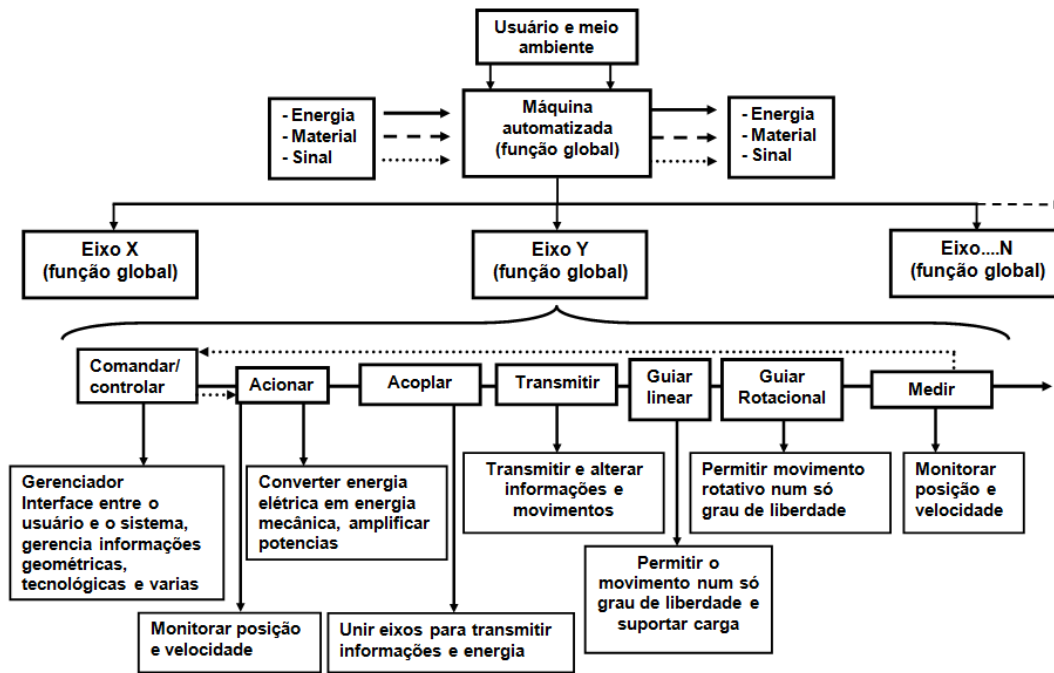 Usuário e meio
ambiente
- Energia
- Material
- Sinal
Máquina
automatizada
(função global)
- Energia
- Material
- Sinal
Eixo X
(função global)
Eixo Y
(função global)
Eixo....N
(função global)
Comandar/
controlar
Acionar
Acoplar
Transmitir
Guiar
linear
Guiar
Rotacional
Medir
Gerenciador
Interface entre o
usuário e o sistema,
gerencia informações
geométricas,
tecnológicas e varias
Converter energia
elétrica em energia
mecânica, amplificar
potencias
Transmitir e alterar
informações e
movimentos
Permitir movimento
rotativo num só
grau de liberdade
Monitorar
posição e
velocidade
Monitorar posição
e velocidade
Unir eixos para transmitir
informações e energia
Permitir o
movimento num só
grau de liberdade e
suportar carga